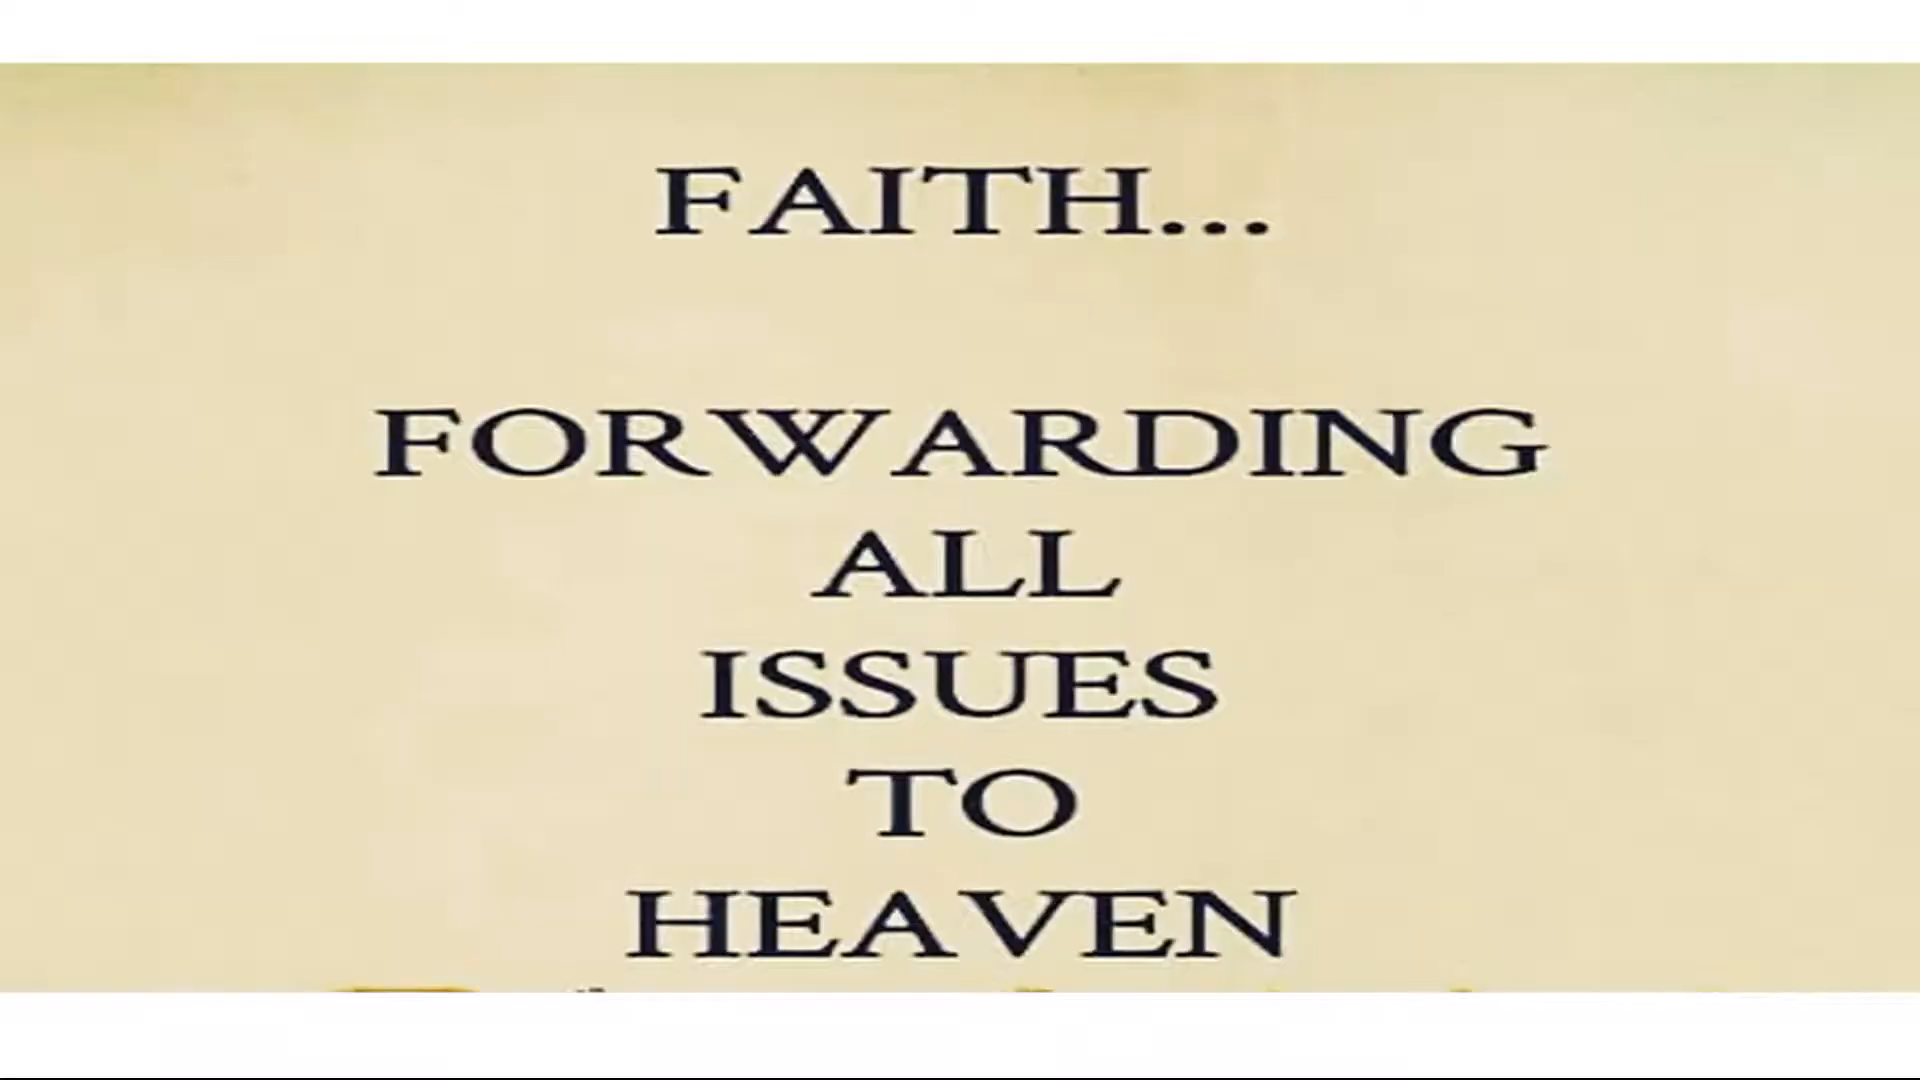 FAITH...
FORWARDING
ALL
ISSUES
TO
HEAVEN